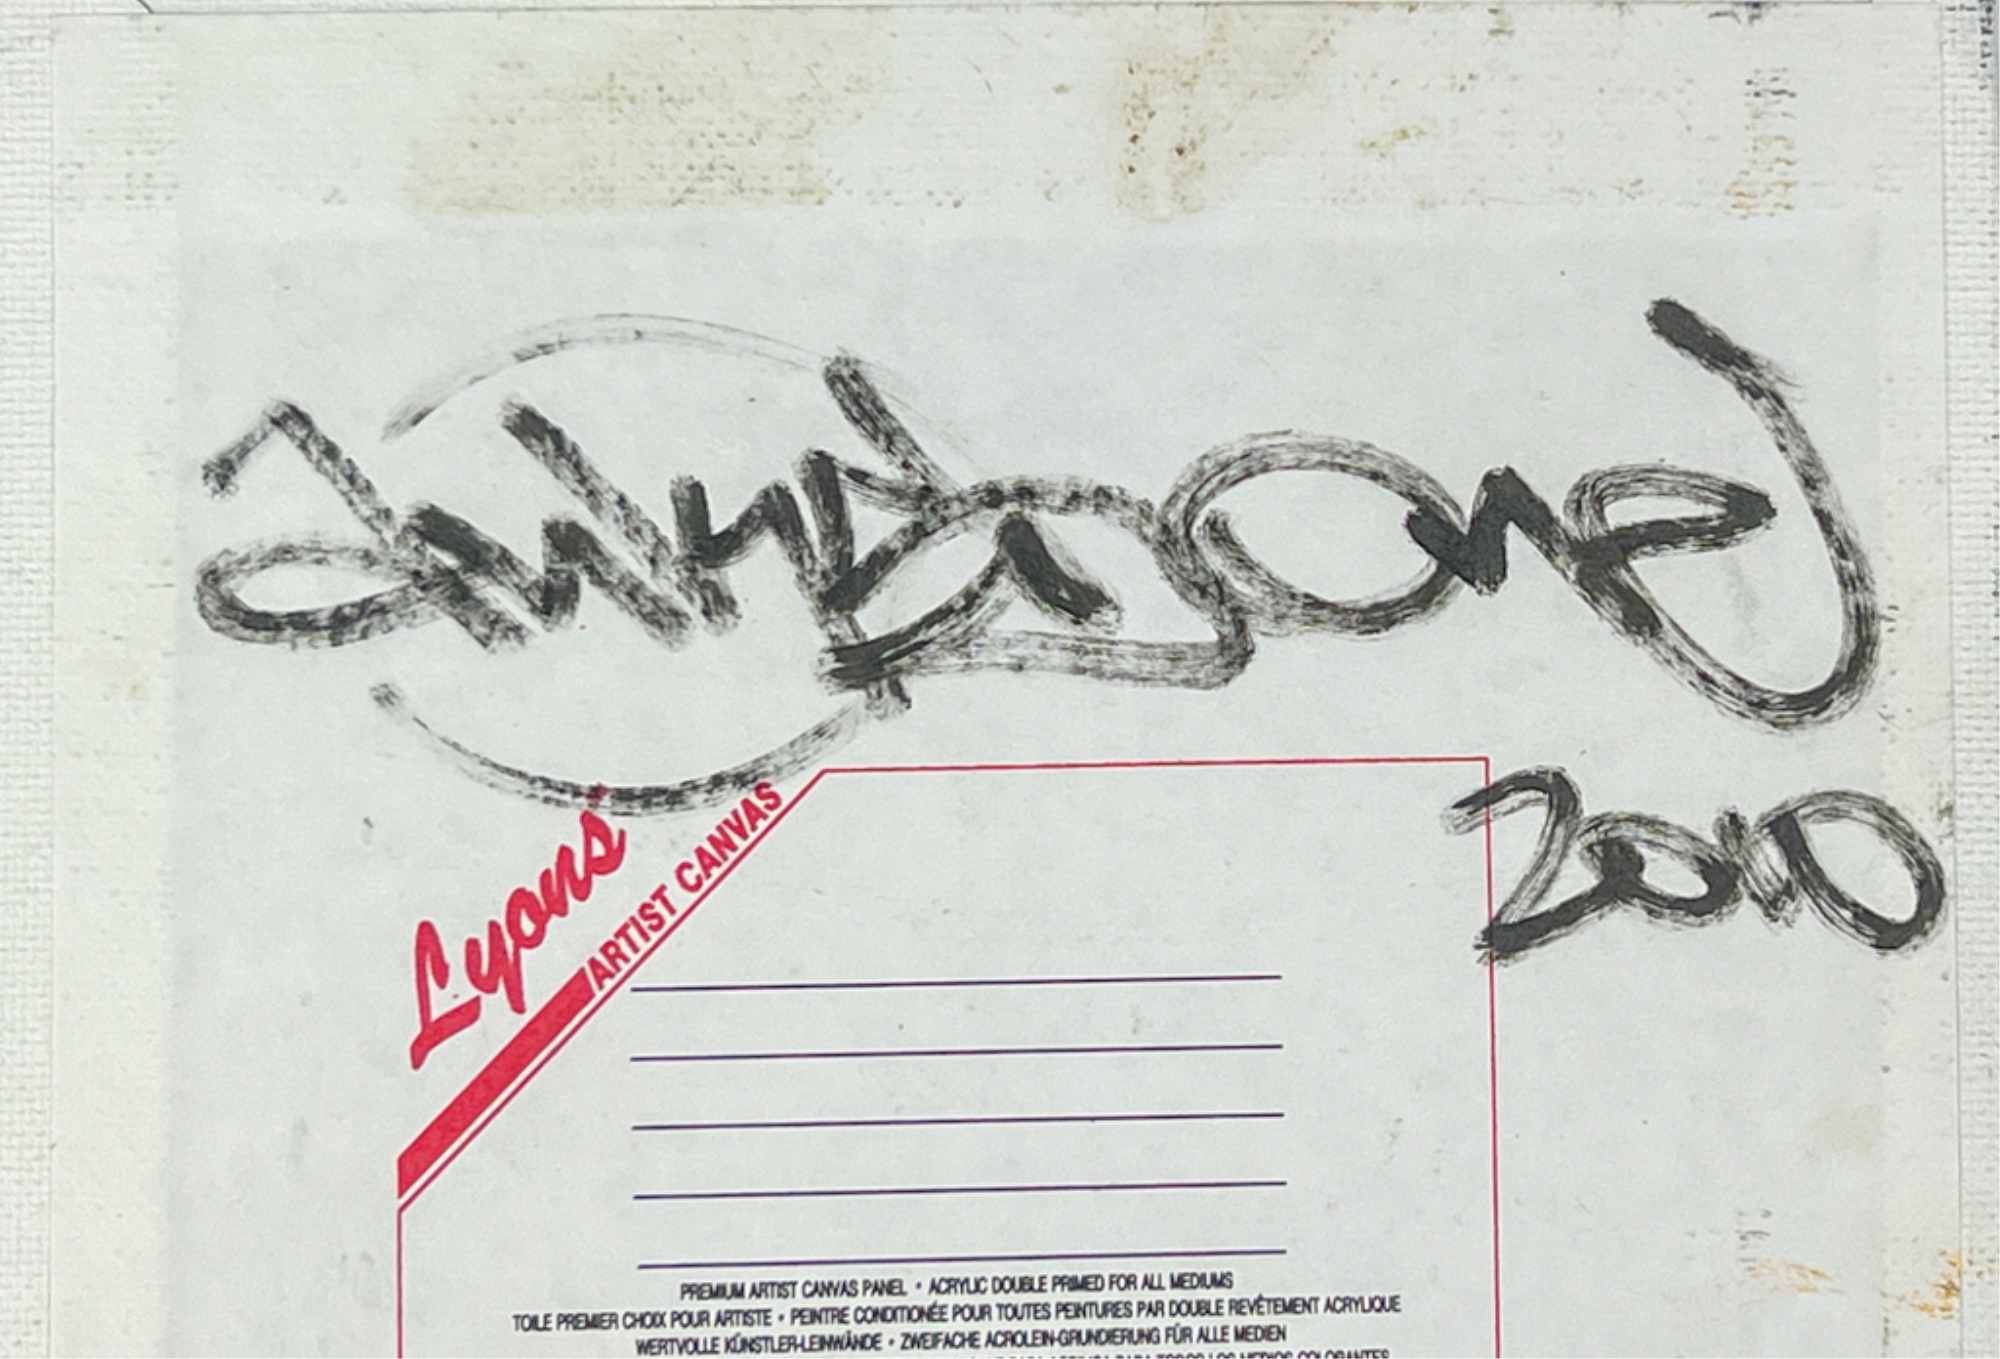 2010
Lyons'
ARTIST CANVAS
PREMIUM ARTIST CANVAS PANEL • ACRYLIC DOUBLE PRIMED FOR ALL MEDIUMS
TOILE PREMIER CHOIX POUR ARTISTE • PEINTRE CONDITIONÉE POUR TOUTES PEINTURES PAR DOUBLE REVÊTEMENT ACRYLIQUE
WERTVOLLE KÜNSTLER-LEINWÄNDE • ZWEIFACHE ACROLEIN-GRUNDIERUNG FÜR ALLE MEDIEN